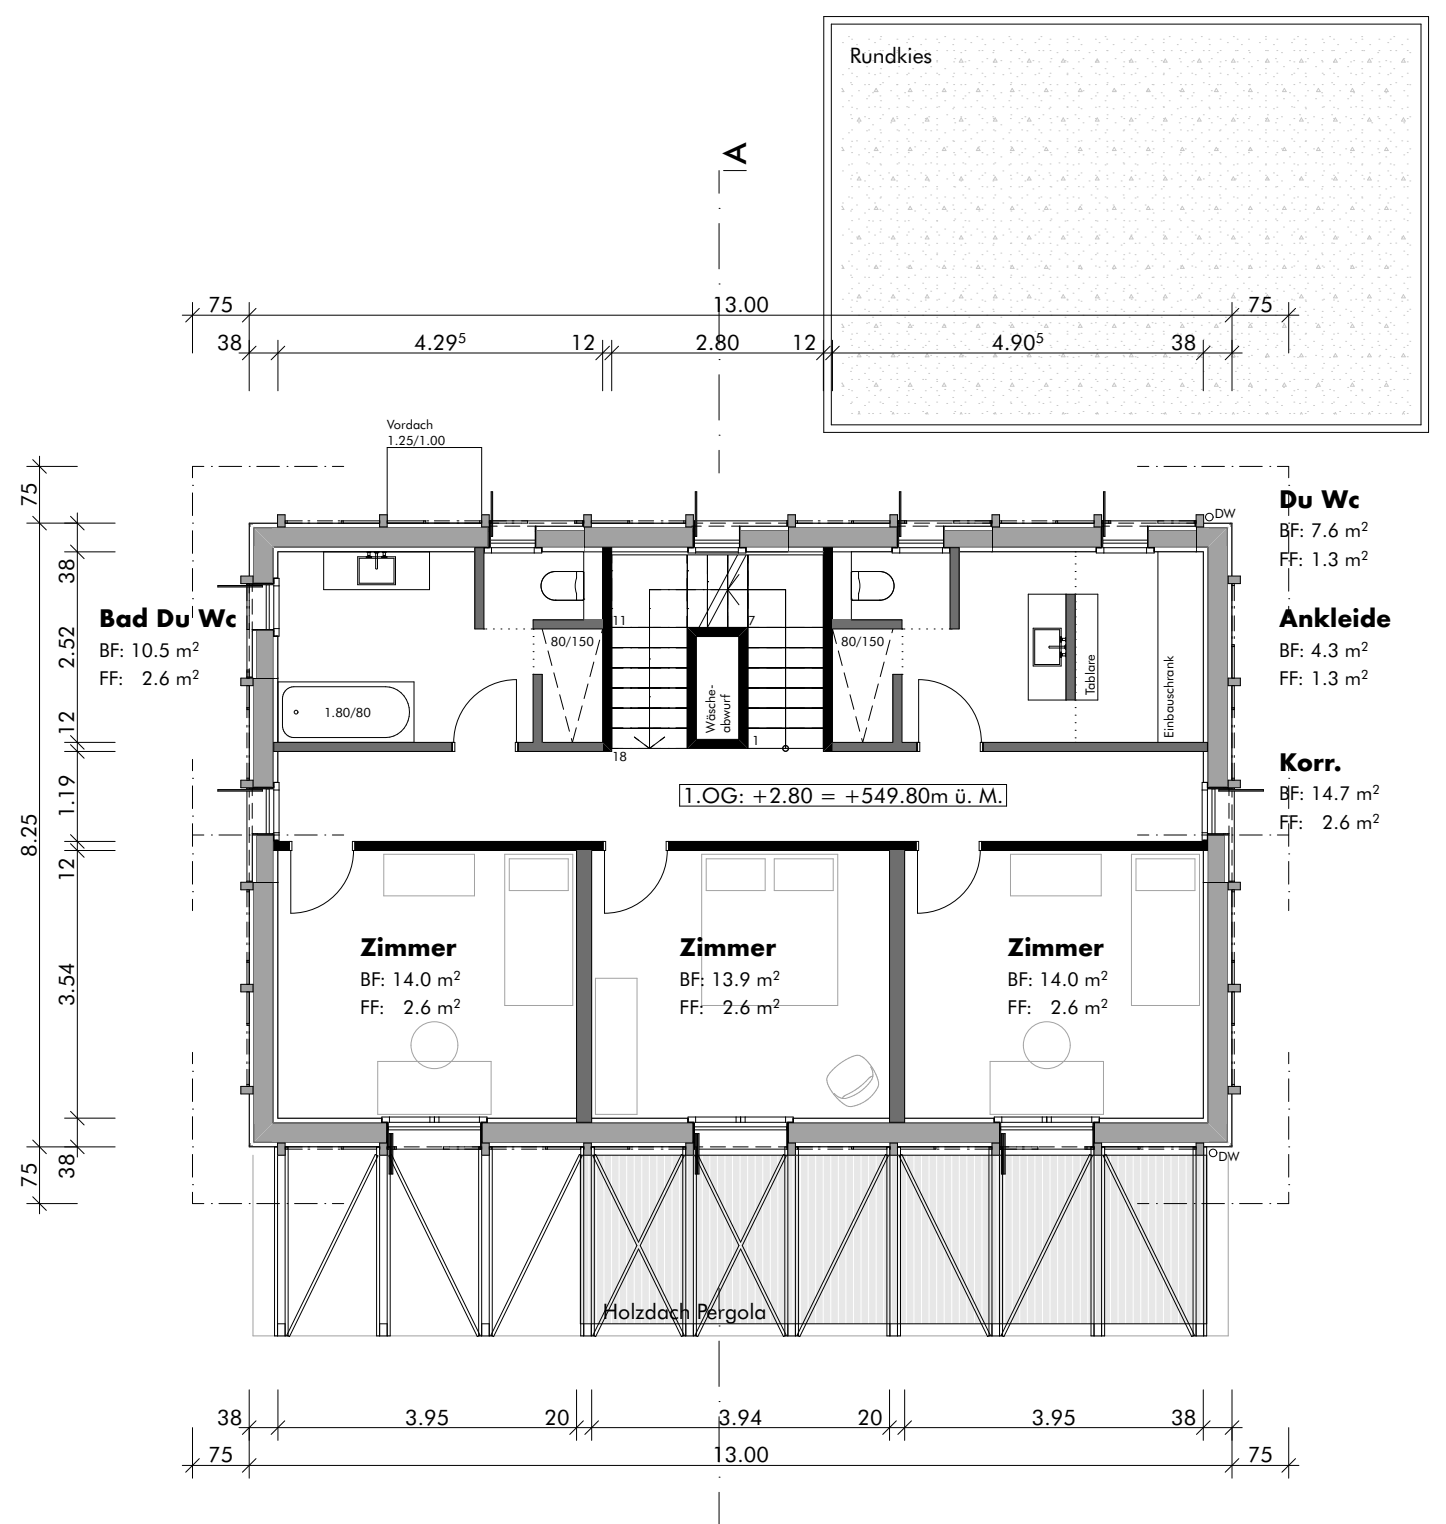 Rundkies
A
75
13.00
75
38
4.29⁵
12
2.80
12
4.90⁵
38
Vordach
1.25/1.00
75
38
2.52
12
1.19
8.25
12
3.54
38
75
DW
Du Wc
BF: 7.6 m²
FF: 1.3 m²
Bad Du Wc
BF: 10.5 m²
FF: 2.6 m²
Ankleide
BF: 4.3 m²
FF: 1.3 m²
11
7
80/150
80/150
Wäsche-
abwurf
Tablare
Einbauschrank
1.80/80
1
18
Korr.
BF: 14.7 m²
FF: 2.6 m²
1.OG: +2.80 = +549.80m ü. M.
Zimmer
BF: 14.0 m²
FF: 2.6 m²
Zimmer
BF: 13.9 m²
FF: 2.6 m²
Zimmer
BF: 14.0 m²
FF: 2.6 m²
DW
Holzdach Pergola
38
3.95
20
3.94
20
3.95
38
75
13.00
75